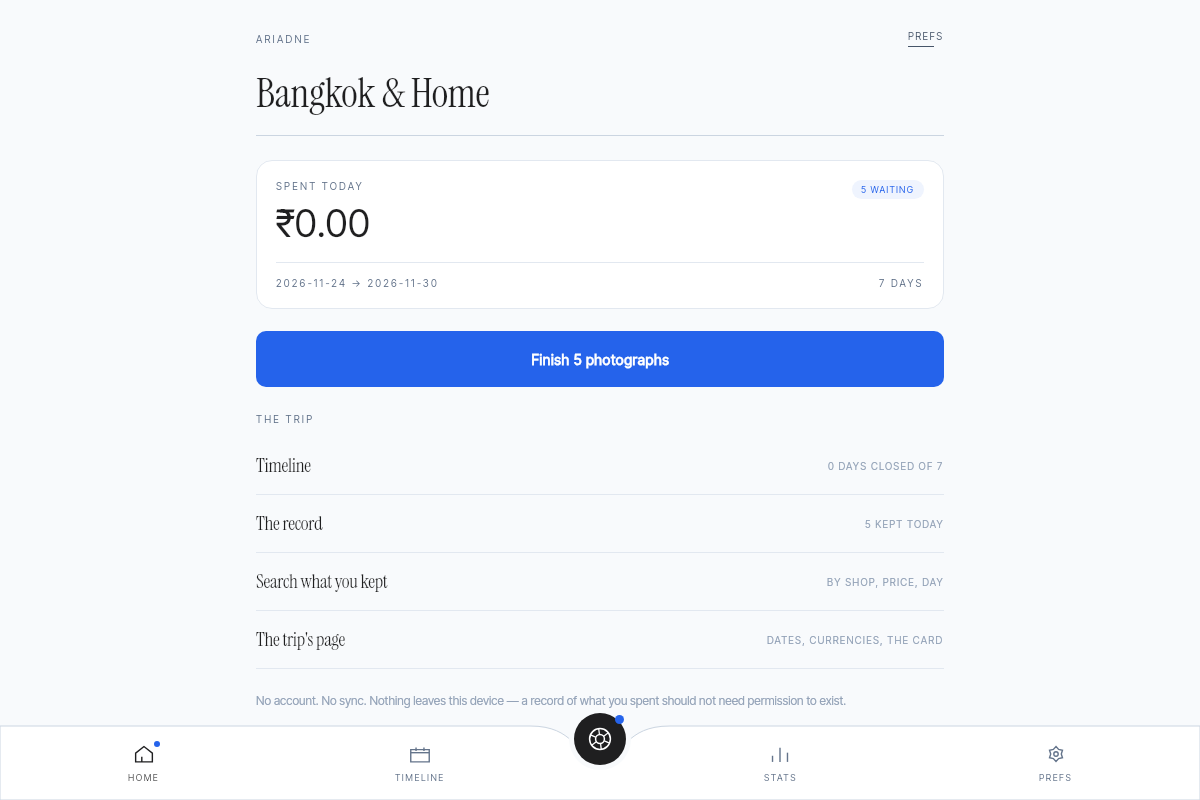 ARIADNE
PREFS
Bangkok & Home
SPENT TODAY
5 WAITING
₹0.00
2026-11-24 → 2026-11-30
7 DAYS
Finish 5 photographs
THE TRIP
Timeline
0 DAYS CLOSED OF 7
The record
5 KEPT TODAY
Search what you kept
BY SHOP, PRICE, DAY
The trip's page
DATES, CURRENCIES, THE CARD
No account. No sync. Nothing leaves this device — a record of what you spent should not need permission to exist.
HOME
TIMELINE
STATS
PREFS